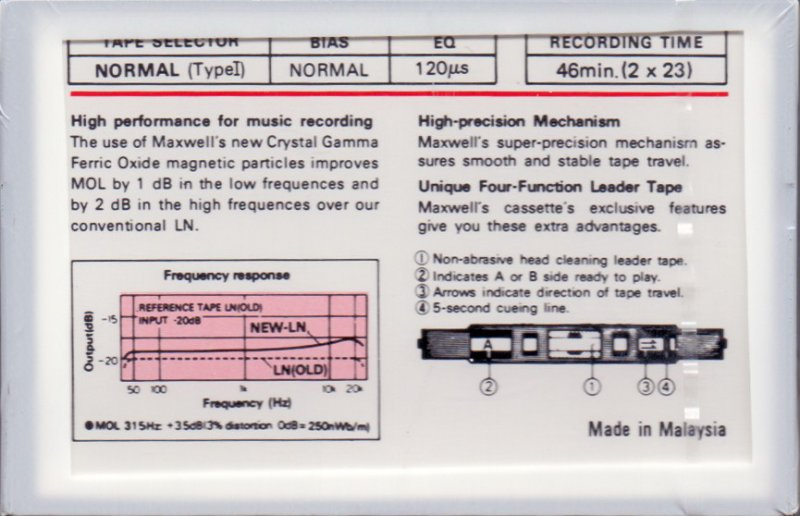 TAPE SELECTOR BIAS EQ RECORDING TIME
NORMAL (TypeI) NORMAL 120μs 46min.(2 x 23)
High performance for music recording
The use of Maxwell's new Crystal Gamma
Ferric Oxide magnetic particles improves
MOL by 1 dB in the low frequences and
by 2 dB in the high frequences over our
conventional LN.
High-precision Mechanism
Maxwell's super-precision mechanism as-
sures smooth and stable tape travel.
Unique Four-Function Leader Tape
Maxwell's cassette's exclusive features
give you these extra advantages.
① Non-abrasive head cleaning leader tape.
② Indicates A or B side ready to play.
③ Arrows indicate direction of tape travel.
④ 5-second cueing line.
A
② ① ③ ④
Frequency response
REFERENCE TAPE LN(OLD)
INPUT -20dB
-15
NEW-LN
Output(dB)
-20
LN(OLD)
50 100 1k 10k 20k
Frequency (Hz)
●MOL 315Hz: +3.5dB(3% distortion 0dB= 250nWb/m)
Made in Malaysia